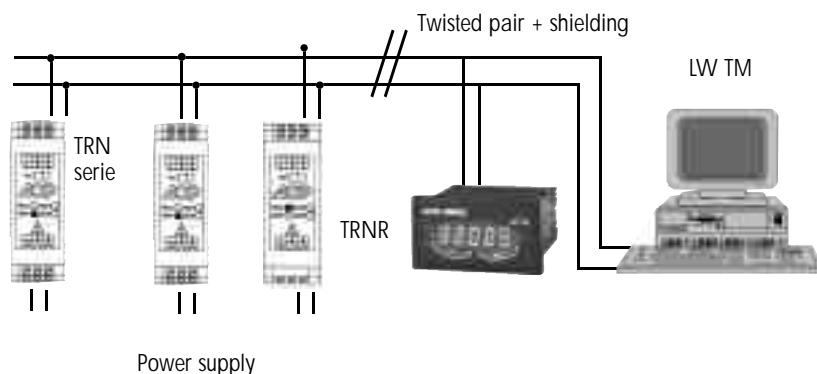 Twisted pair + shielding
LW TM
TRN
serie
TRNR
Power supply